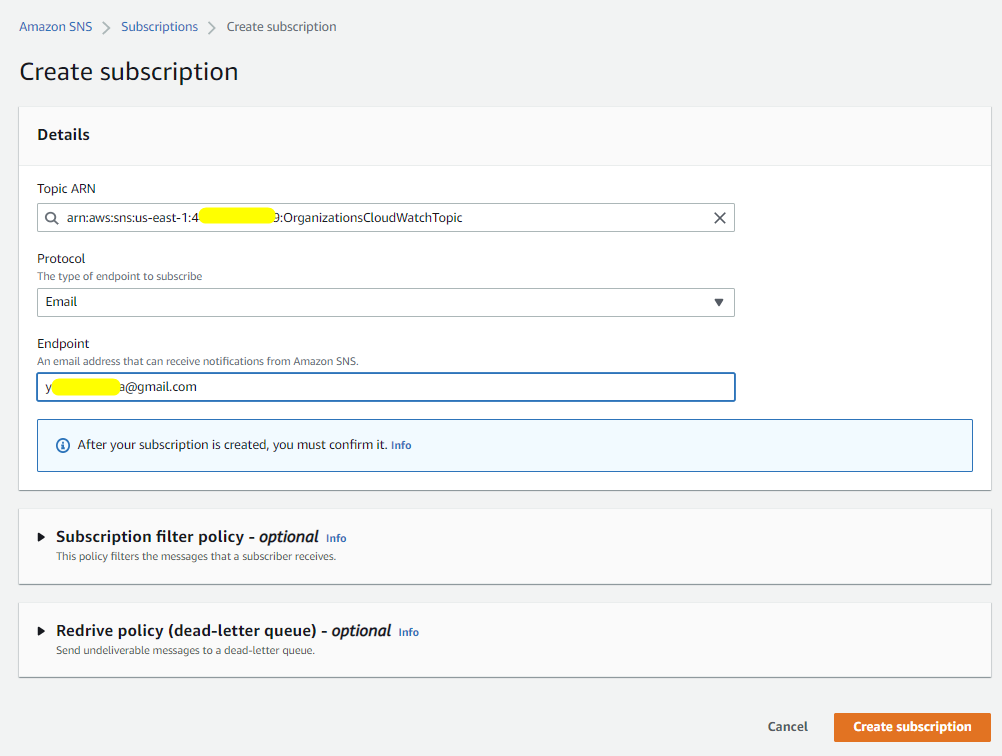 Amazon SNS > Subscriptions > Create subscription
Create subscription
Details
Topic ARN
arn:aws:sns:us-east-1:4 9:OrganizationsCloudWatchTopic
Protocol
The type of endpoint to subscribe
Email
Endpoint
An email address that can receive notifications from Amazon SNS.
y a@gmail.com
After your subscription is created, you must confirm it. Info
Subscription filter policy - optional Info
This policy filters the messages that a subscriber receives.
Redrive policy (dead-letter queue) - optional Info
Send undeliverable messages to a dead-letter queue.
Cancel Create subscription